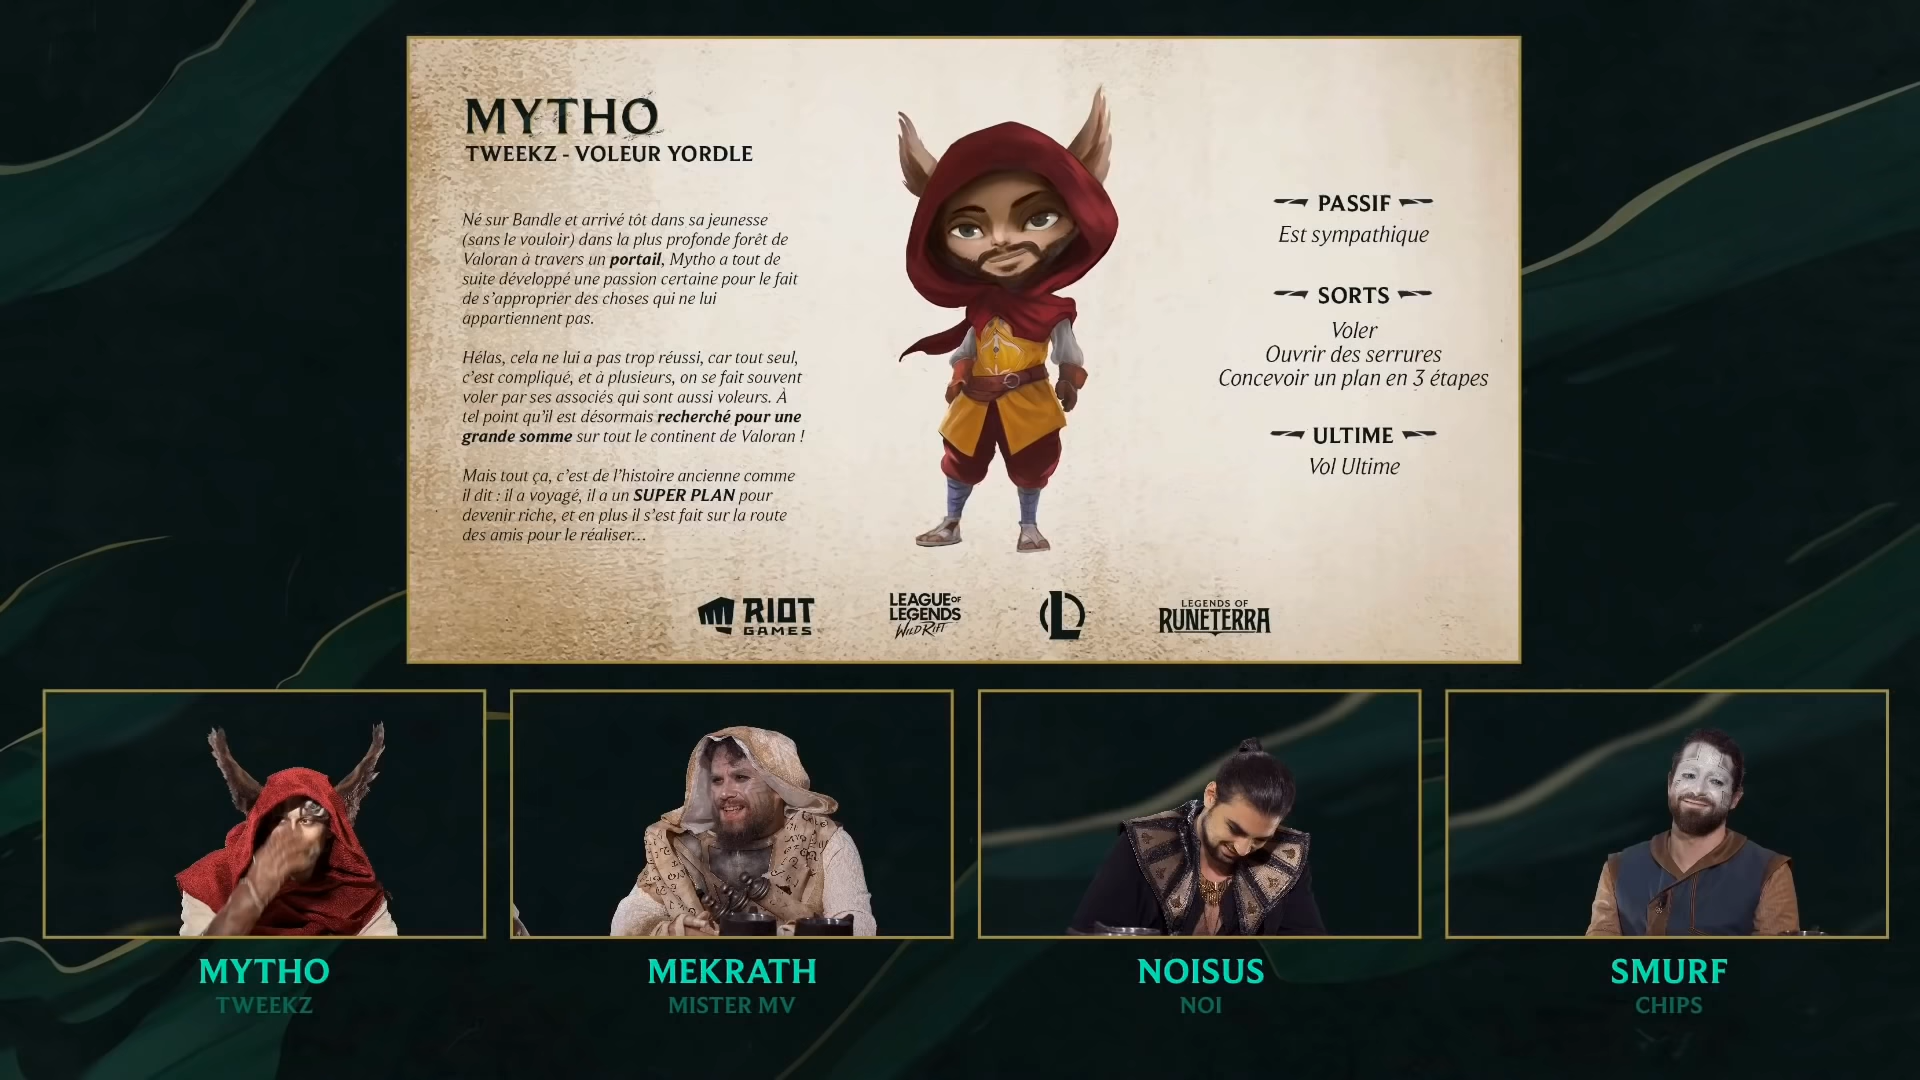 MYTHO
TWEEKZ - VOLEUR YORDLE
Né sur Bandle et arrivé tôt dans sa jeunesse
(sans le vouloir) dans la plus profonde forêt de
Valoran à travers un portail, Mytho a tout de
suite développé une passion certaine pour le fait
de s’approprier des choses qui ne lui
appartiennent pas.
Hélas, cela ne lui a pas trop réussi, car tout seul,
c’est compliqué, et à plusieurs, on se fait souvent
voler par ses associés qui sont aussi voleurs. À
tel point qu’il est désormais recherché pour une
grande somme sur tout le continent de Valoran !
Mais tout ça, c’est de l’histoire ancienne comme
il dit : il a voyagé, il a un SUPER PLAN pour
devenir riche, et en plus il s’est fait sur la route
des amis pour le réaliser...
PASSIF
Est sympathique
SORTS
Voler
Ouvrir des serrures
Concevoir un plan en 3 étapes
ULTIME
Vol Ultime
RIOT
GAMES
LEAGUE OF
LEGENDS
WILD RIFT
L
LEGENDS OF
RUNETERRA
MYTHO
TWEEKZ
MEKRATH
MISTER MV
NOISUS
NOI
SMURF
CHIPS